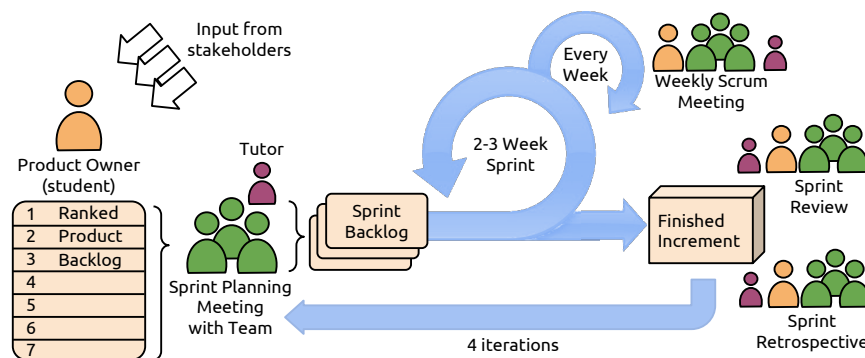 Input from
stakeholders
Every
Week
Weekly Scrum
Meeting
2-3 Week
Sprint
Product Owner
(student)
Tutor
1 Ranked
2 Product
3 Backlog
4
5
6
7
Sprint Planning
Meeting
with Team
Sprint
Backlog
Finished
Increment
Sprint
Review
Sprint
Retrospective
4 iterations